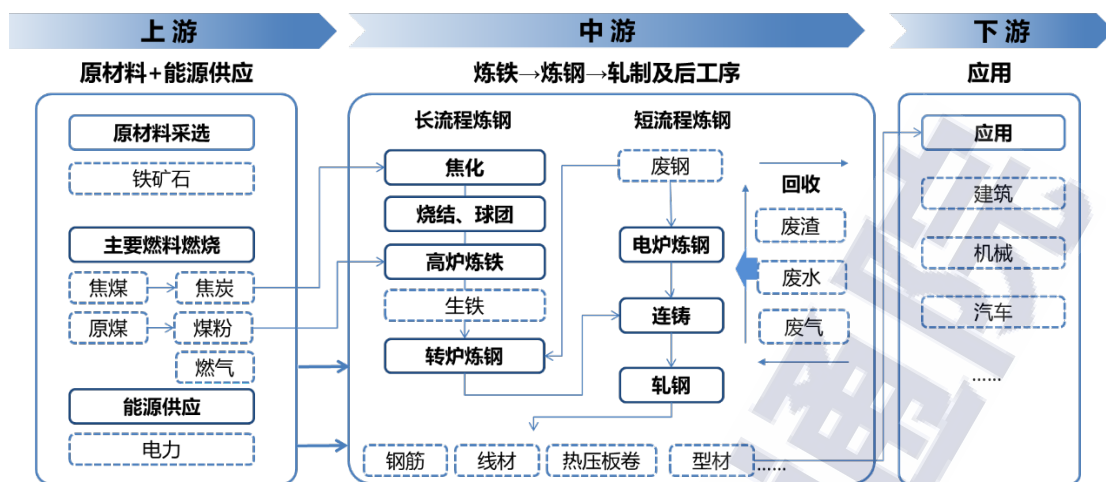 上游
中游
下游
原材料+能源供应
炼铁→炼钢→轧制及后工序
应用
原材料采选
铁矿石
主要燃料燃烧
焦煤
焦炭
原煤
煤粉
燃气
能源供应
电力
长流程炼钢
焦化
烧结、球团
高炉炼铁
生铁
转炉炼钢
短流程炼钢
废钢
电炉炼钢
连铸
轧钢
回收
废渣
废水
废气
钢筋
线材
热压板卷
型材
......
应用
建筑
机械
汽车
......